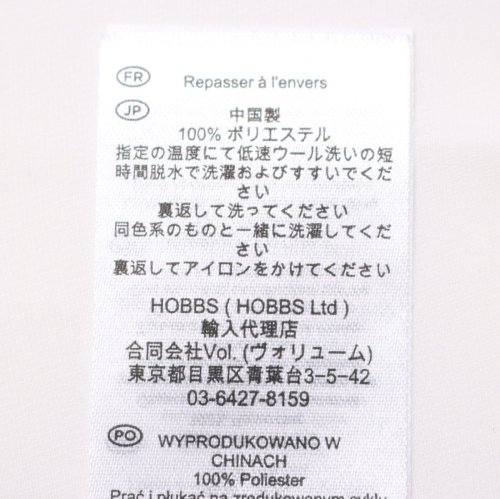 FR Repasser à l'envers
JP 中国製
100% ポリエステル
指定の温度にて低速ウール洗いの短
時間脱水で洗濯およびすすいでくだ
さい
裏返して洗ってください
同色系のものと一緒に洗濯してくだ
さい
裏返してアイロンをかけてください
HOBBS ( HOBBS Ltd )
輸入代理店
合同会社Vol. (ヴォリューム)
東京都目黒区青葉台3-5-42
03-6427-8159
PO WYPRODUKOWANO W
CHINACH
100% Poliester
Prać i płukać na zredukowanym cyklu